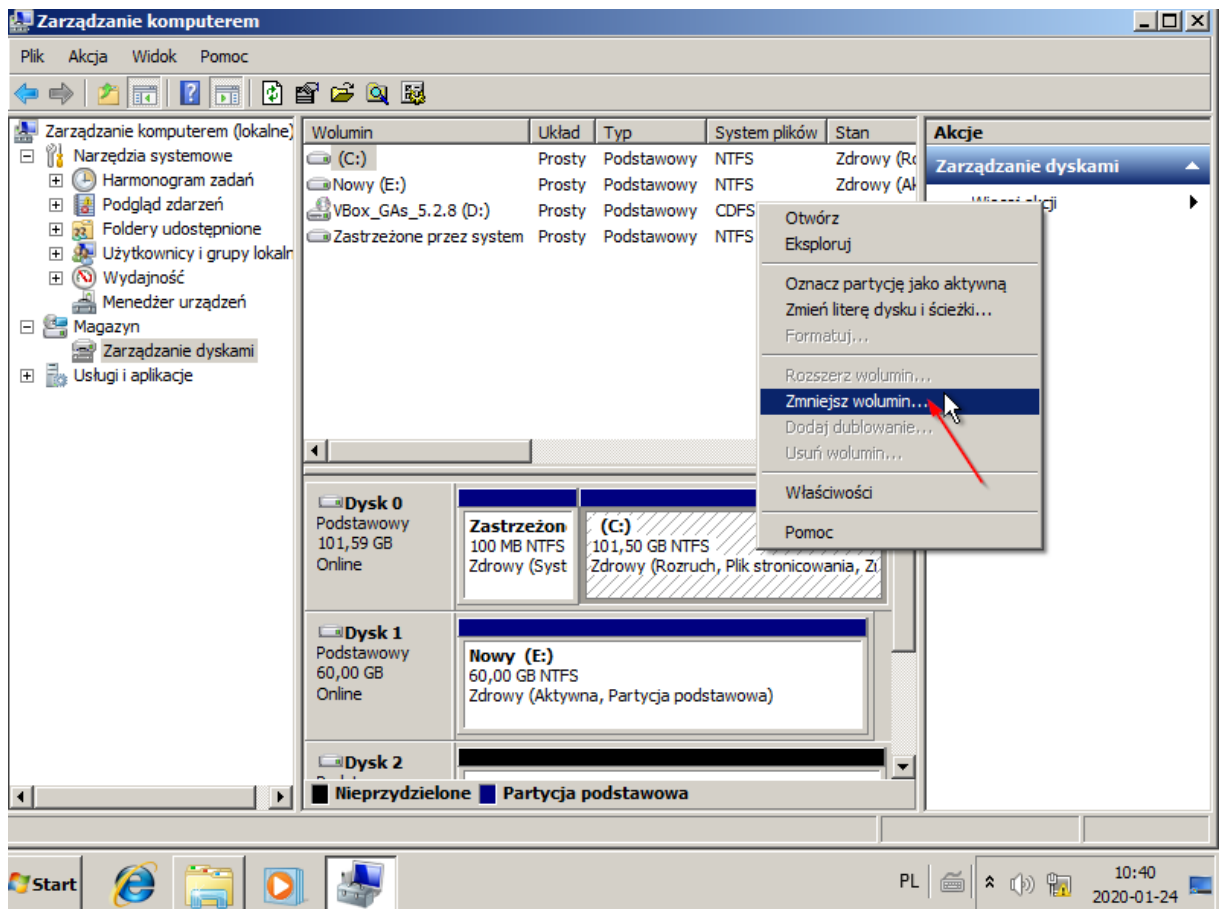 Zarządzanie komputerem
Plik Akcja Widok Pomoc
Zarządzanie komputerem (lokalne)
Narzędzia systemowe
Harmonogram zadań
Podgląd zdarzeń
Foldery udostępnione
Użytkownicy i grupy lokaln
Wydajność
Menedżer urządzeń
Magazyn
Zarządzanie dyskami
Usługi i aplikacje
Wolumin Układ Typ System plików Stan
(C:) Prosty Podstawowy NTFS Zdrowy (Ro
Nowy (E:) Prosty Podstawowy NTFS Zdrowy (Ak
VBox_GAs_5.2.8 (D:) Prosty Podstawowy CDFS
Zastrzeżone przez system Prosty Podstawowy NTFS
Akcje
Zarządzanie dyskami
Więcej akcji
Otwórz
Eksploruj
Oznacz partycję jako aktywną
Zmień literę dysku i ścieżki...
Formatuj...
Rozszerz wolumin...
Zmniejsz wolumin...
Dodaj dublowanie...
Usuń wolumin...
Właściwości
Pomoc
Dysk 0
Podstawowy
101,59 GB
Online
Zastrzeżon
100 MB NTFS
Zdrowy (Syst
(C:)
101,50 GB NTFS
Zdrowy (Rozruch, Plik stronicowania, Zr
Dysk 1
Podstawowy
60,00 GB
Online
Nowy (E:)
60,00 GB NTFS
Zdrowy (Aktywna, Partycja podstawowa)
Dysk 2
Nieprzydzielone Partycja podstawowa
Start
PL
10:40
2020-01-24